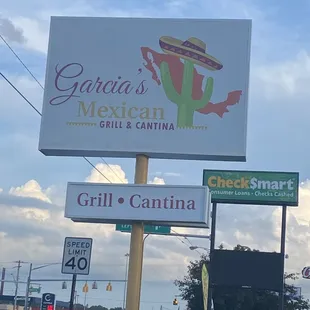 Garcia's
Mexican
GRILL & CANTINA
CheckSmart
Consumer Loans • Checks Cashed
Grill • Cantina
SPEED
LIMIT
40